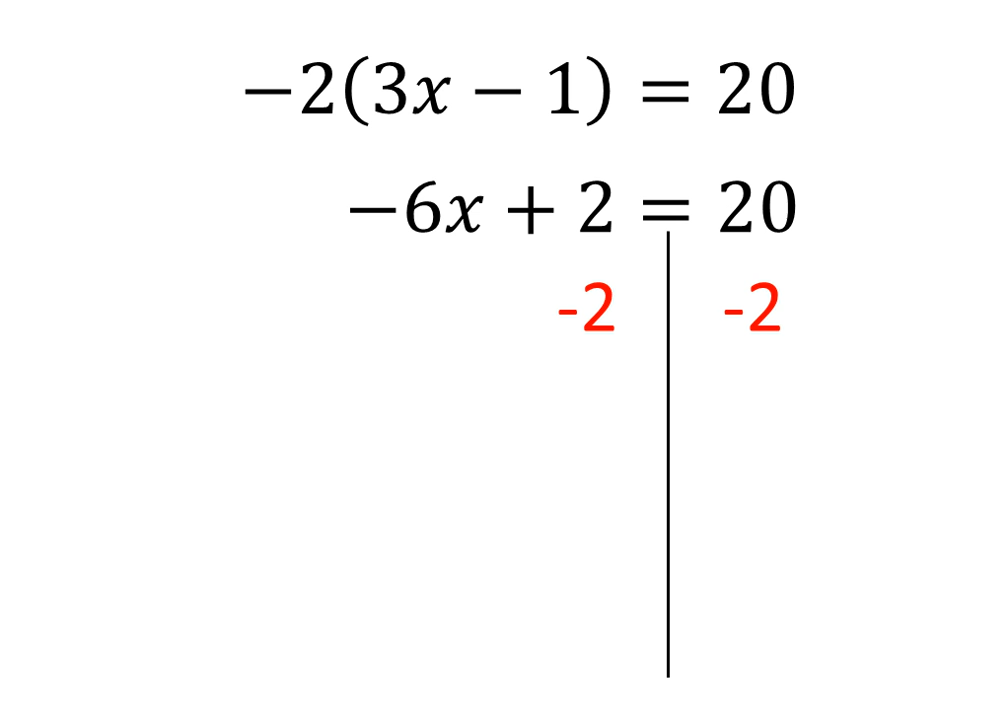 −2(3x − 1) = 20
−6x + 2 = 20
-2 -2